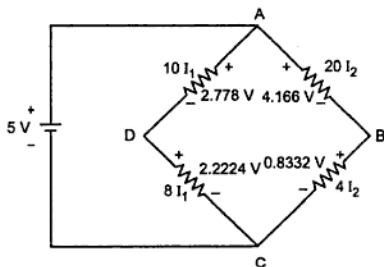 A
10 I₁
+
+
20 I₂
−
2.778 V
4.166 V
−
+
5 V
−
D
B
+
2.2224 V
0.8332 V
+
8 I₁
−
−
4 I₂
C